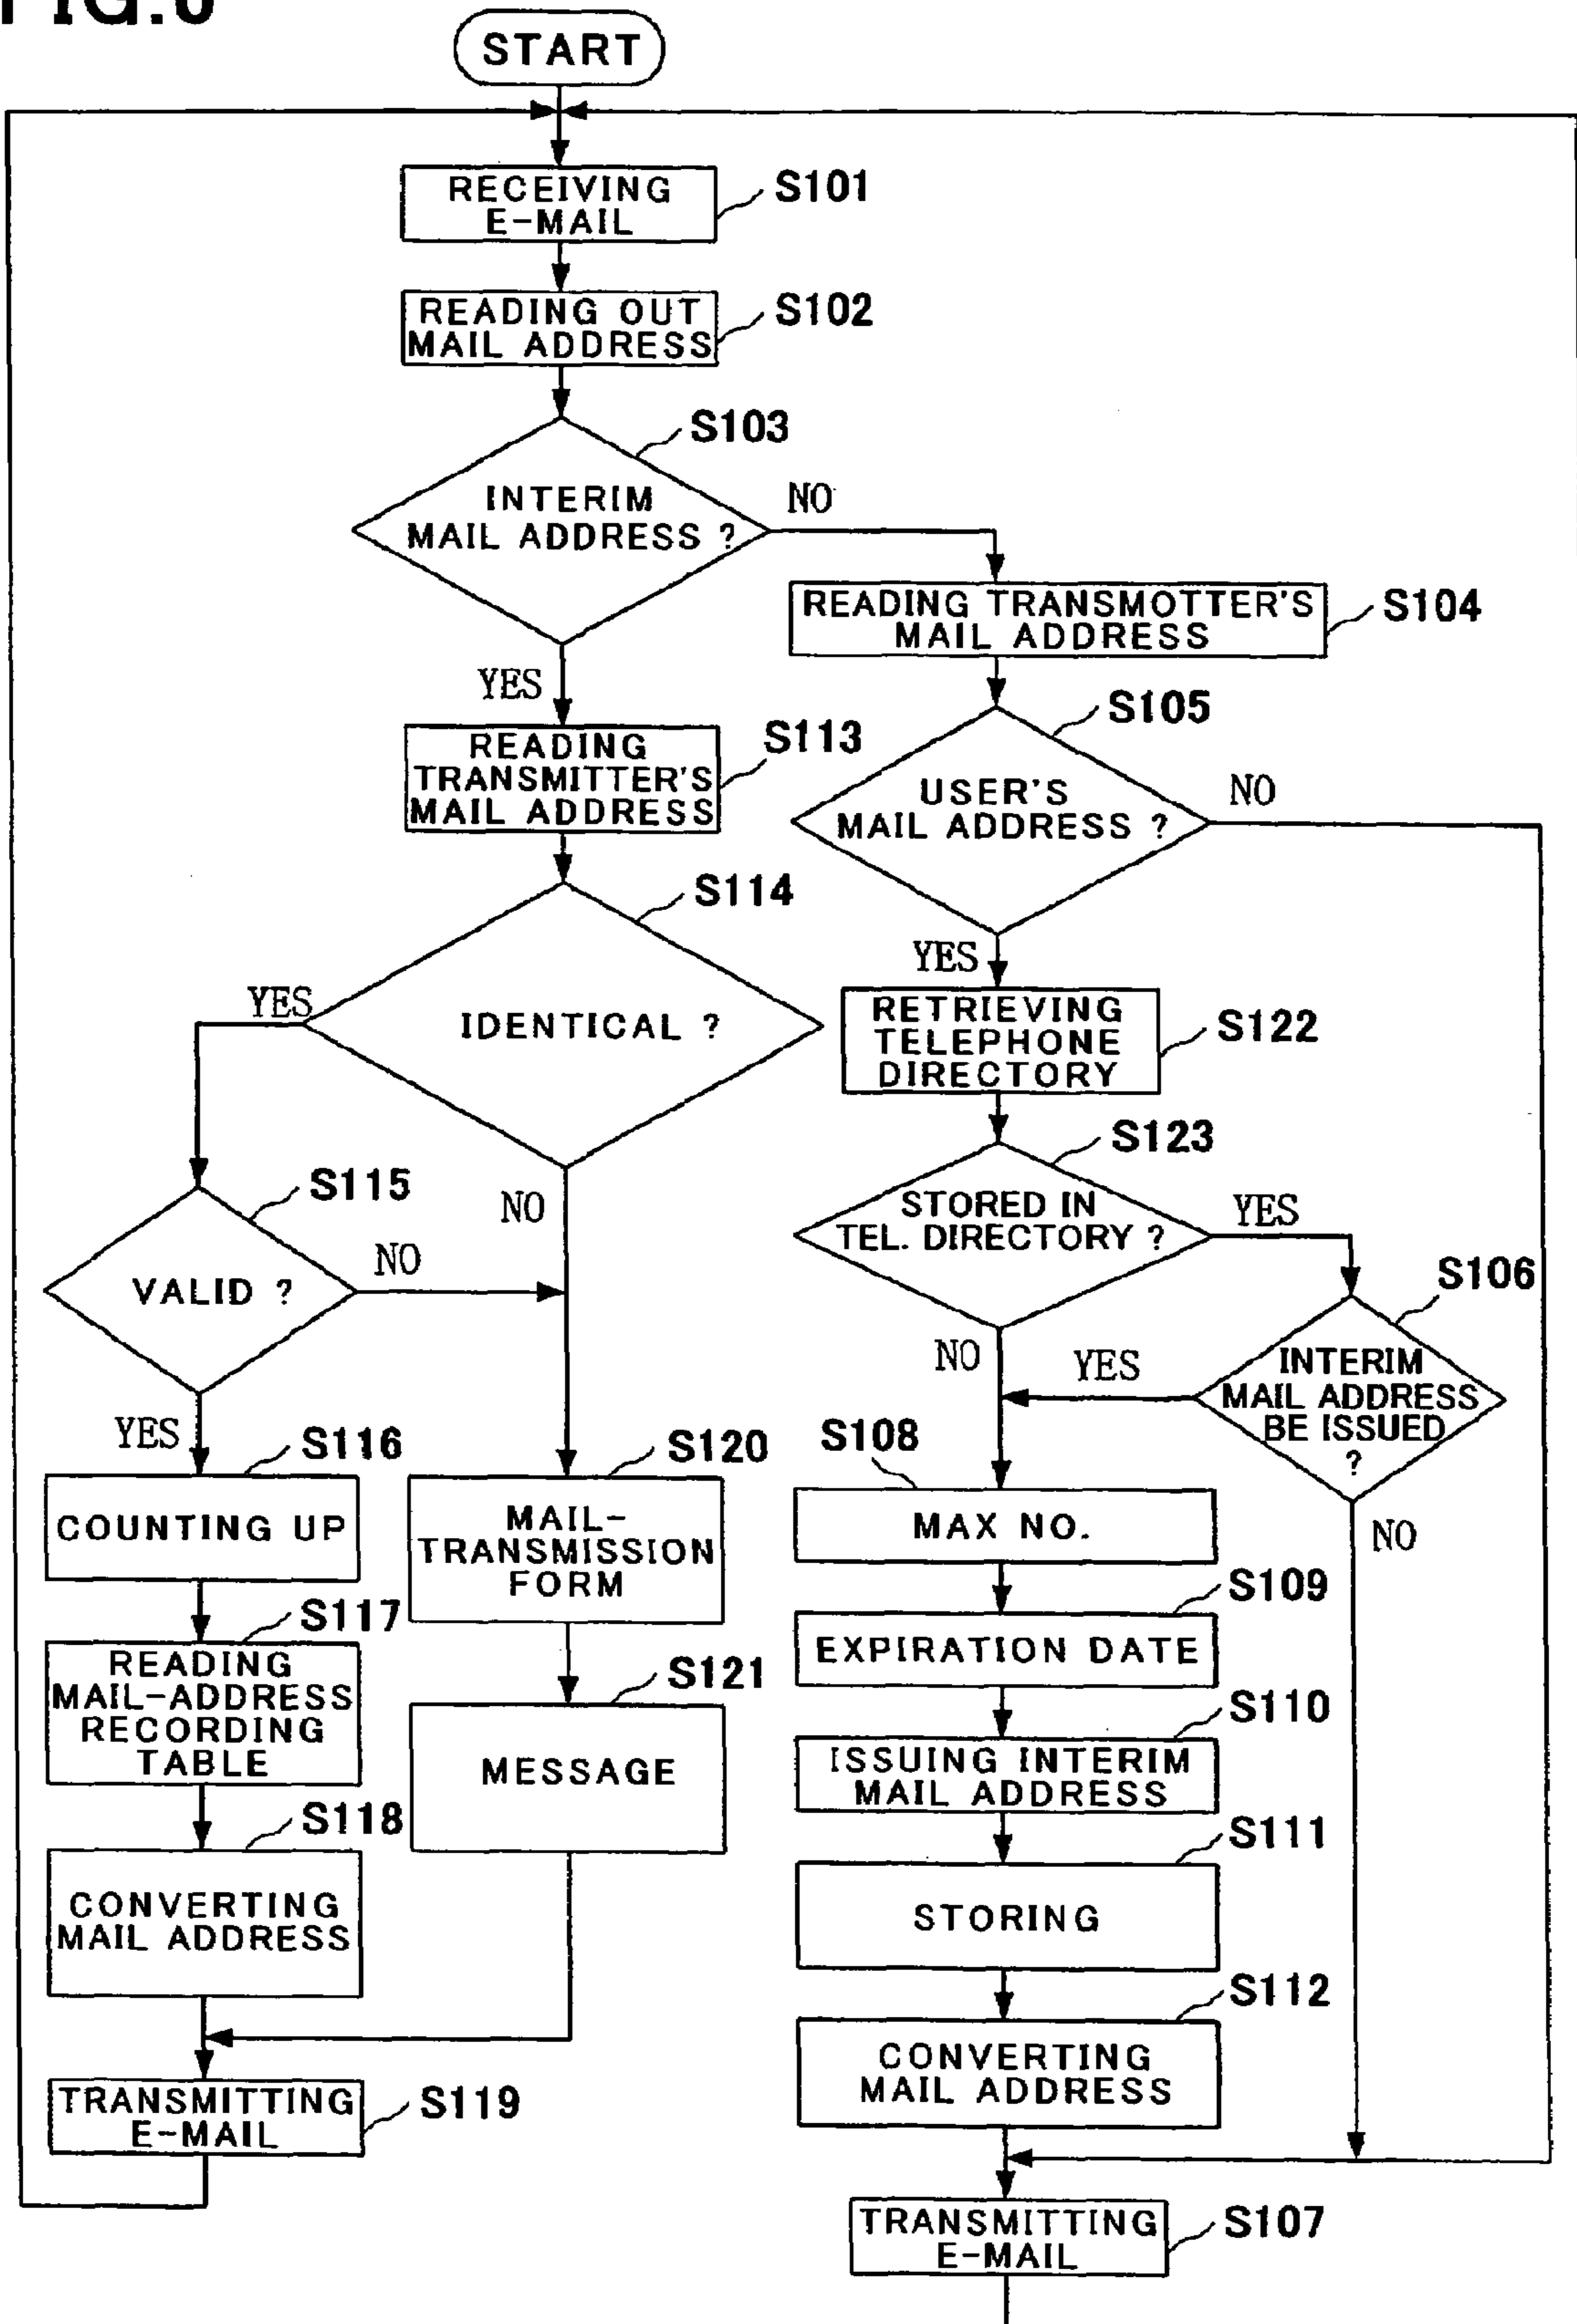 START
RECEIVING
E-MAIL
S101
READING OUT
MAIL ADDRESS
S102
S103
INTERIM
MAIL ADDRESS ?
NO
YES
READING TRANSMOTTER'S
MAIL ADDRESS
S104
READING
TRANSMITTER'S
MAIL ADDRESS
S113
S105
USER'S
MAIL ADDRESS ?
NO
YES
S114
IDENTICAL ?
YES
NO
RETRIEVING
TELEPHONE
DIRECTORY
S122
S123
STORED IN
TEL. DIRECTORY ?
YES
NO
S115
VALID ?
NO
YES
S106
INTERIM
MAIL ADDRESS
BE ISSUED
?
YES
NO
S116
COUNTING UP
S120
MAIL-
TRANSMISSION
FORM
S108
MAX NO.
S109
EXPIRATION DATE
S117
READING
MAIL-ADDRESS
RECORDING
TABLE
S121
MESSAGE
S110
ISSUING INTERIM
MAIL ADDRESS
S118
CONVERTING
MAIL ADDRESS
S111
STORING
S112
CONVERTING
MAIL ADDRESS
TRANSMITTING
E-MAIL
S119
TRANSMITTING
E-MAIL
S107